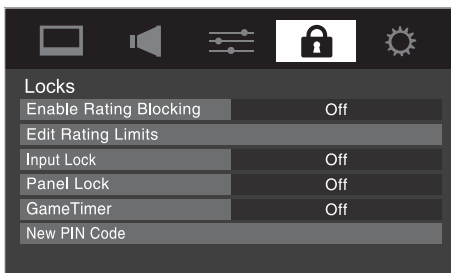 Locks
Enable Rating Blocking Off
Edit Rating Limits
Input Lock Off
Panel Lock Off
GameTimer Off
New PIN Code